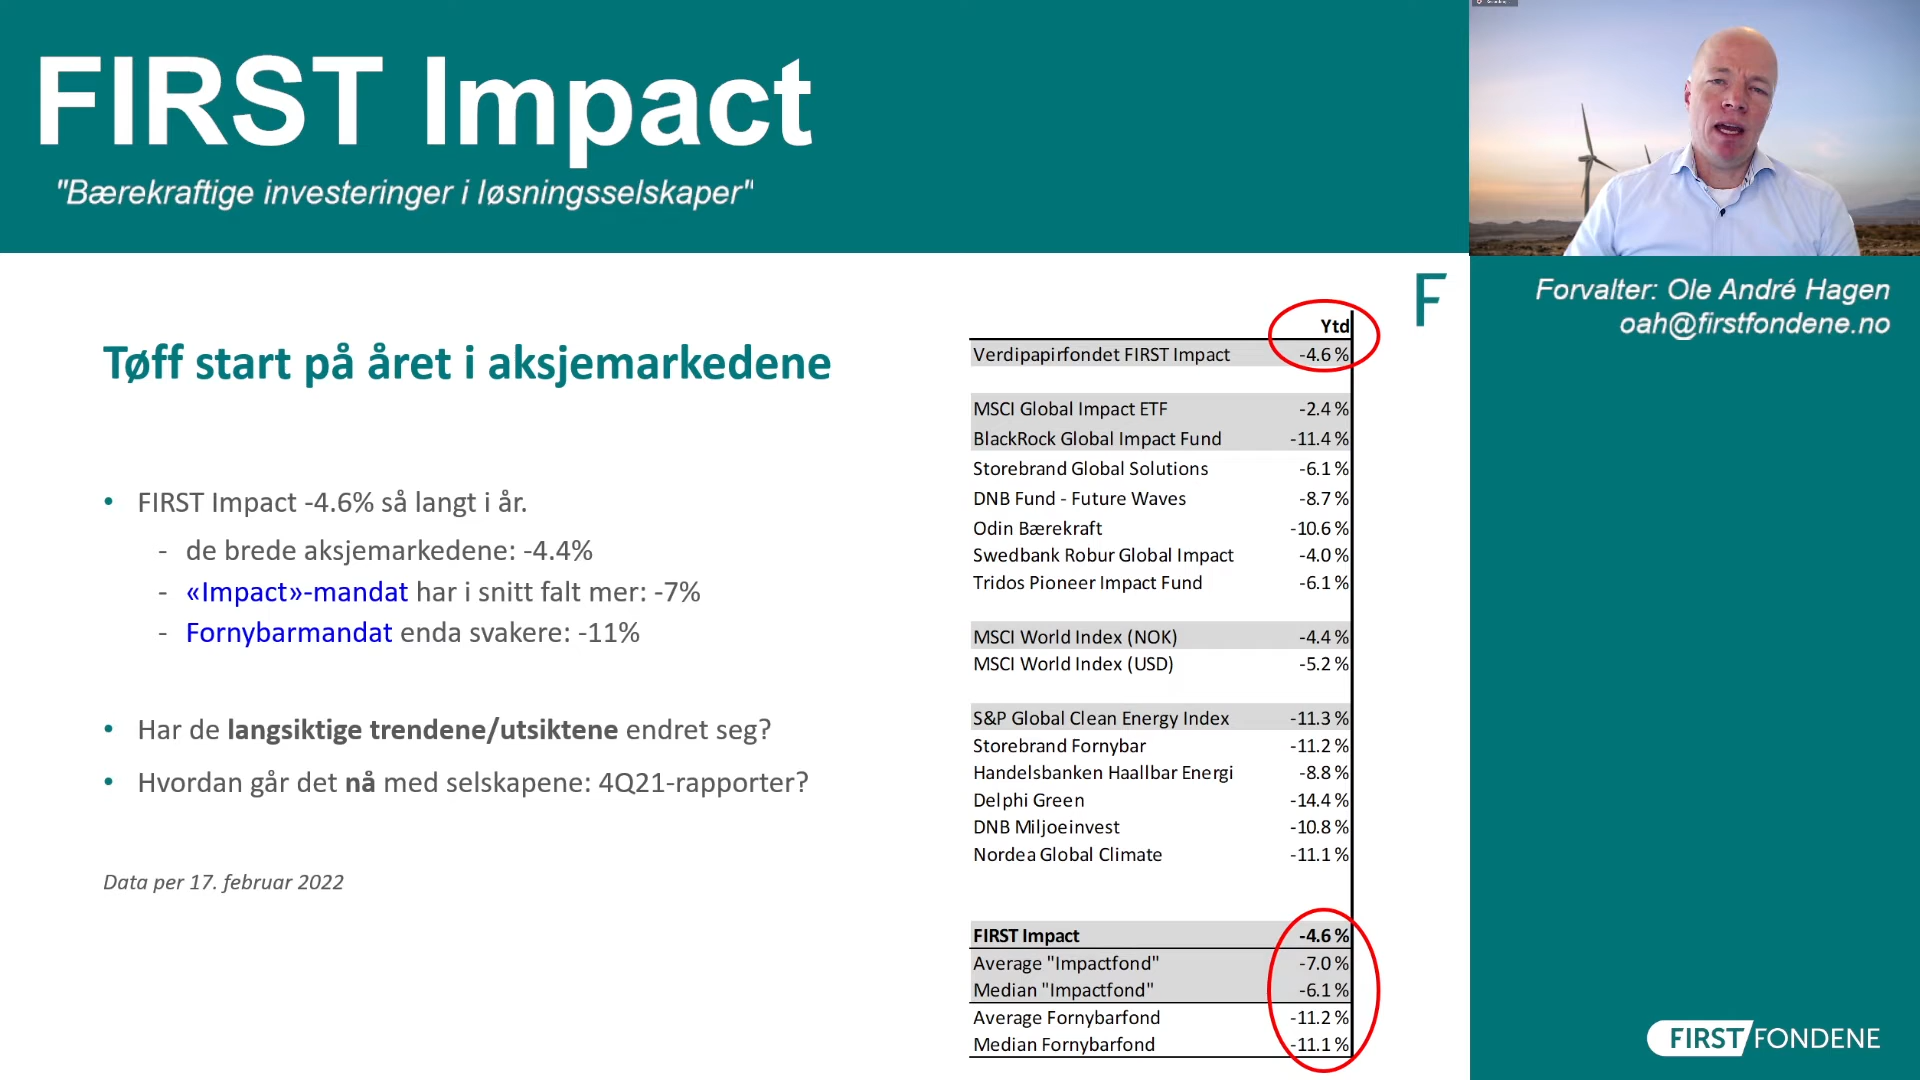 FIRST Impact
"Bærekraftige investeringer i løsningsselskaper"
Forvalter: Ole André Hagen
oah@firstfondene.no
F
Tøff start på året i aksjemarkedene
• FIRST Impact -4.6% så langt i år.
- de brede aksjemarkedene: -4.4%
- «Impact»-mandat har i snitt falt mer: -7%
- Fornybarmandat enda svakere: -11%
• Har de langsiktige trendene/utsiktene endret seg?
• Hvordan går det nå med selskapene: 4Q21-rapporter?
Data per 17. februar 2022
Ytd
Verdipapirfondet FIRST Impact -4.6 %
MSCI Global Impact ETF -2.4 %
BlackRock Global Impact Fund -11.4 %
Storebrand Global Solutions -6.1 %
DNB Fund - Future Waves -8.7 %
Odin Bærekraft -10.6 %
Swedbank Robur Global Impact -4.0 %
Tridos Pioneer Impact Fund -6.1 %
MSCI World Index (NOK) -4.4 %
MSCI World Index (USD) -5.2 %
S&P Global Clean Energy Index -11.3 %
Storebrand Fornybar -11.2 %
Handelsbanken Haallbar Energi -8.8 %
Delphi Green -14.4 %
DNB Miljoeinvest -10.8 %
Nordea Global Climate -11.1 %
FIRST Impact -4.6 %
Average "Impactfond" -7.0 %
Median "Impactfond" -6.1 %
Average Fornybarfond -11.2 %
Median Fornybarfond -11.1 %
FIRST FONDENE